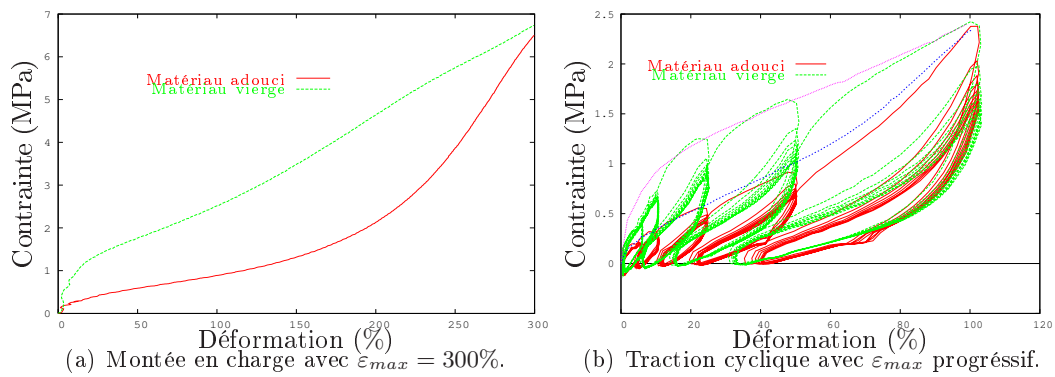 7
6
5
4
3
2
1
0
Contrainte (MPa)
Matériau adouci
Matériau vierge
0 50 100 150 200 250 300
Déformation (%)
(a) Montée en charge avec εmax = 300%.
2.5
2
1.5
1
0.5
0
Contrainte (MPa)
Matériau adouci
Matériau vierge
0 20 40 60 80 100 120
Déformation (%)
(b) Traction cyclique avec εmax progréssif.